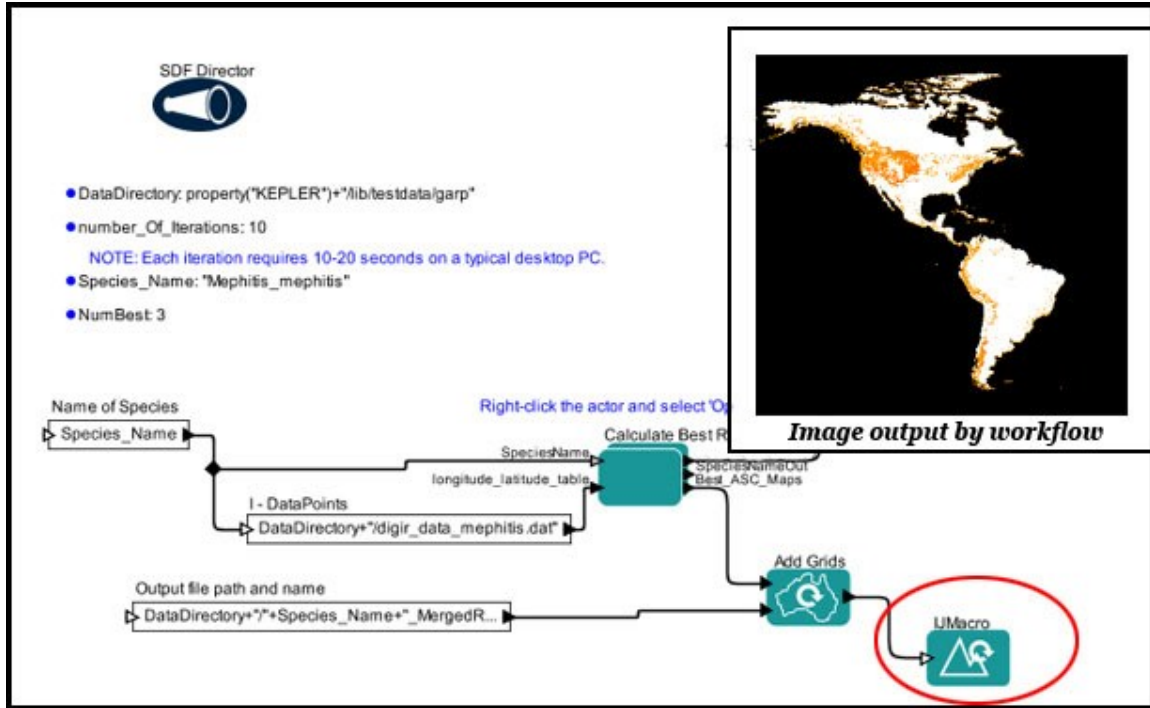 SDF Director
DataDirectory: property("KEPLER")+"/lib/testdata/garp"
number_Of_Iterations: 10
NOTE: Each iteration requires 10-20 seconds on a typical desktop PC.
Species_Name: "Mephitis_mephitis"
NumBest: 3
Image output by workflow
Name of Species
Species_Name
Right-click the actor and select 'Op
Calculate Best R
SpeciesName
longitude_latitude_table
SpeciesNameOut
Best_ASC_Maps
I - DataPoints
DataDirectory+"/digir_data_mephitis.dat"
Output file path and name
DataDirectory+"/"+Species_Name+"_MergedR...
Add Grids
IJMacro